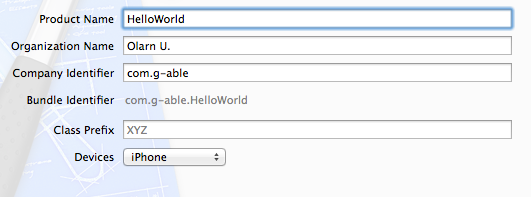 Product Name HelloWorld
Organization Name Olarn U.
Company Identifier com.g-able
Bundle Identifier com.g-able.HelloWorld
Class Prefix XYZ
Devices iPhone